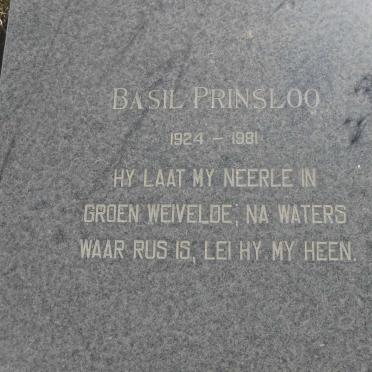 BASIL PRINSLOO
1924 - 1981
HY LAAT MY NEERLE IN
GROEN WEIVELDE; NA WATERS
WAAR RUS IS, LEI HY MY HEEN.